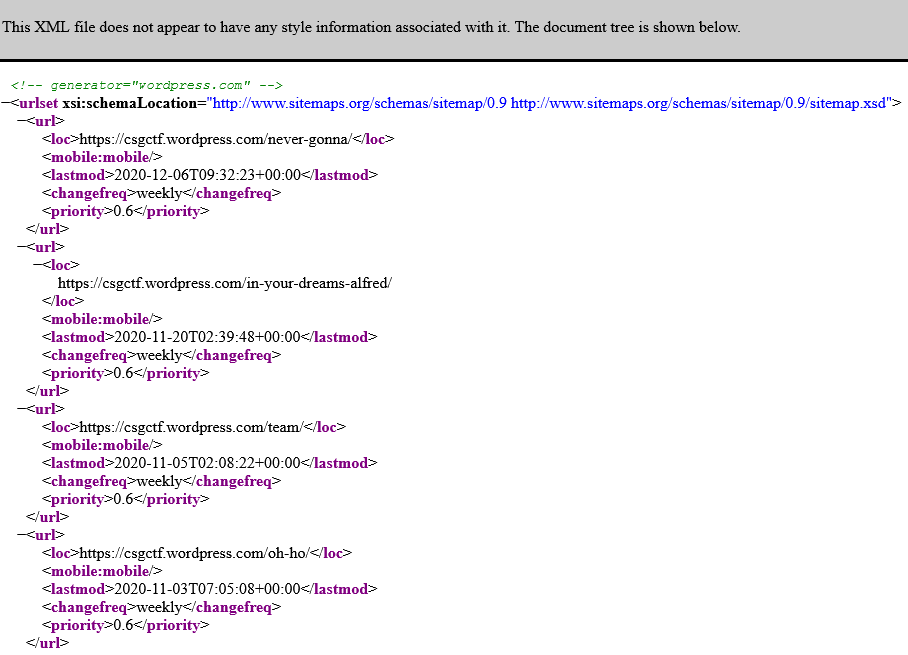 This XML file does not appear to have any style information associated with it. The document tree is shown below.
<!-- generator="wordpress.com" -->
−<urlset xsi:schemaLocation="http://www.sitemaps.org/schemas/sitemap/0.9 http://www.sitemaps.org/schemas/sitemap/0.9/sitemap.xsd">
−<url>
<loc>https://csgctf.wordpress.com/never-gonna/</loc>
<mobile:mobile/>
<lastmod>2020-12-06T09:32:23+00:00</lastmod>
<changefreq>weekly</changefreq>
<priority>0.6</priority>
</url>
−<url>
−<loc>
https://csgctf.wordpress.com/in-your-dreams-alfred/
</loc>
<mobile:mobile/>
<lastmod>2020-11-20T02:39:48+00:00</lastmod>
<changefreq>weekly</changefreq>
<priority>0.6</priority>
</url>
−<url>
<loc>https://csgctf.wordpress.com/team/</loc>
<mobile:mobile/>
<lastmod>2020-11-05T02:08:22+00:00</lastmod>
<changefreq>weekly</changefreq>
<priority>0.6</priority>
</url>
−<url>
<loc>https://csgctf.wordpress.com/oh-ho/</loc>
<mobile:mobile/>
<lastmod>2020-11-03T07:05:08+00:00</lastmod>
<changefreq>weekly</changefreq>
<priority>0.6</priority>
</url>